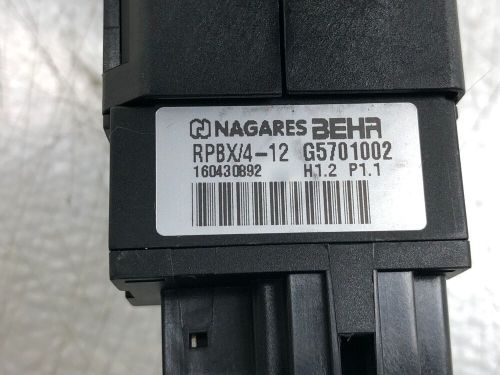 NAGARES BEHR
RPBX/4-12 G5701002
160430892 H1.2 P1.1